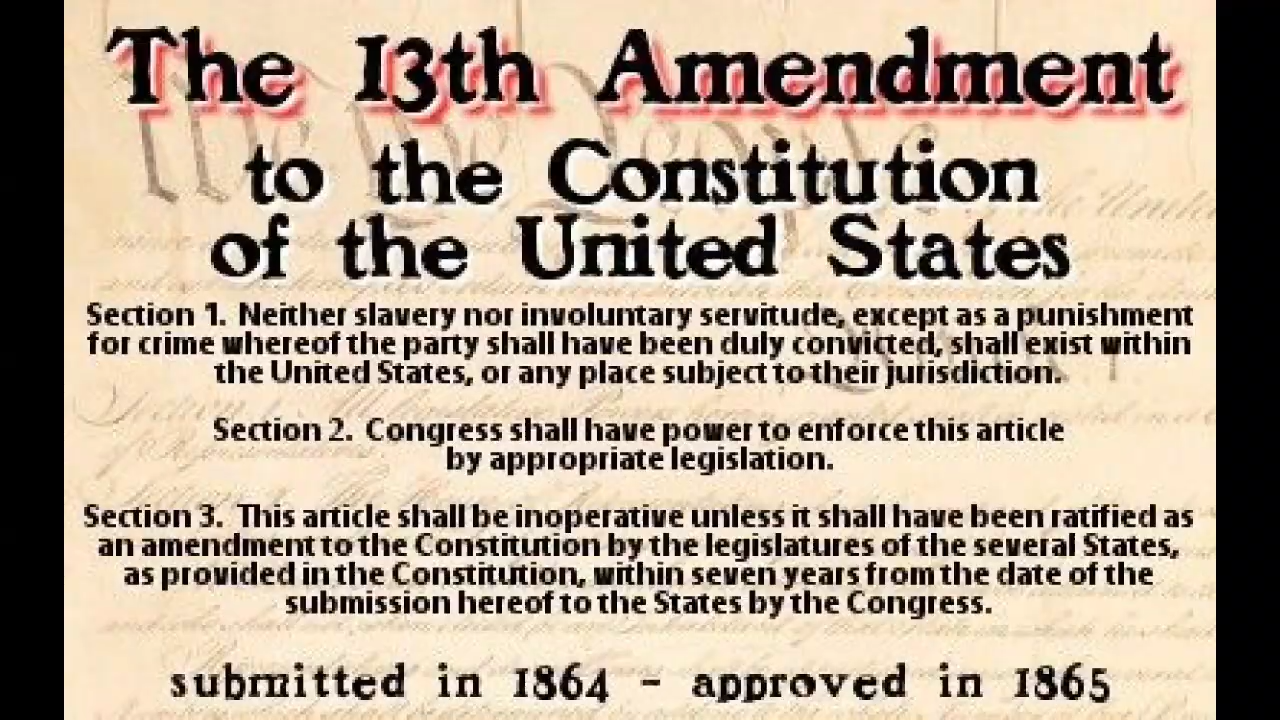 The 13th Amendment
to the Constitution
of the United States
Section 1. Neither slavery nor involuntary servitude, except as a punishment
for crime whereof the party shall have been duly convicted, shall exist within
the United States, or any place subject to their jurisdiction.
Section 2. Congress shall have power to enforce this article
by appropriate legislation.
Section 3. This article shall be inoperative unless it shall have been ratified as
an amendment to the Constitution by the legislatures of the several States,
as provided in the Constitution, within seven years from the date of the
submission hereof to the States by the Congress.
submitted in 1864 - approved in 1865